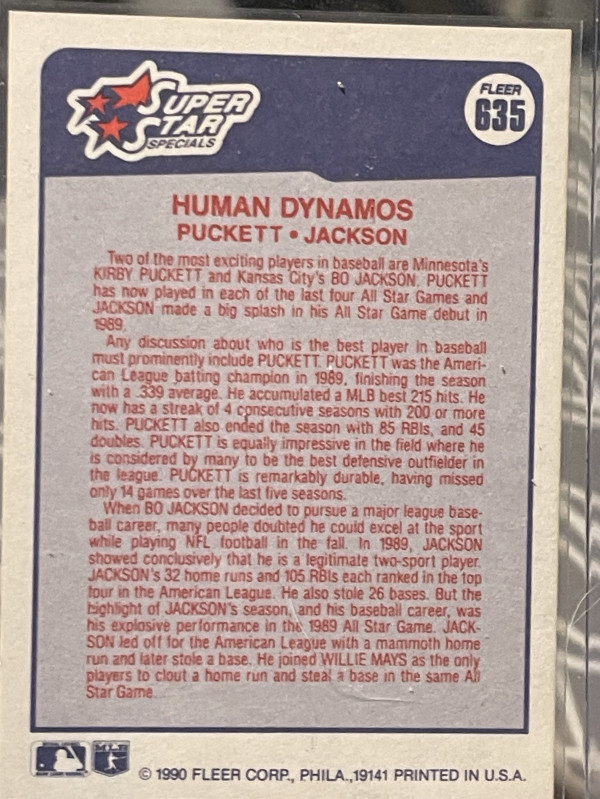 SUPER
STAR
SPECIALS
FLEER
635
HUMAN DYNAMOS
PUCKETT • JACKSON
Two of the most exciting players in baseball are Minnesota's
KIRBY PUCKETT and Kansas City's BO JACKSON. PUCKETT
has now played in each of the last four All Star Games and
JACKSON made a big splash in his All Star Game debut in
1989.
Any discussion about who is the best player in baseball
must prominently include PUCKETT. PUCKETT was the Ameri-
can League batting champion in 1989, finishing the season
with a .339 average. He accumulated a MLB best 215 hits. He
now has a streak of 4 consecutive seasons with 200 or more
hits. PUCKETT also ended the season with 85 RBIs, and 45
doubles. PUCKETT is equally impressive in the field where he
is considered by many to be the best defensive outfielder in
the league. PUCKETT is remarkably durable, having missed
only 14 games over the last five seasons.
When BO JACKSON decided to pursue a major league base-
ball career, many people doubted he could excel at the sport
while playing NFL football in the fall. In 1989, JACKSON
showed conclusively that he is a legitimate two-sport player.
JACKSON's 32 home runs and 105 RBIs each ranked in the top
four in the American League. He also stole 26 bases. But the
highlight of JACKSON's season, and his baseball career, was
his explosive performance in the 1989 All Star Game. JACK-
SON led off for the American League with a mammoth home
run and later stole a base. He joined WILLIE MAYS as the only
players to clout a home run and steal a base in the same All
Star Game.
© 1990 FLEER CORP., PHILA.,19141 PRINTED IN U.S.A.